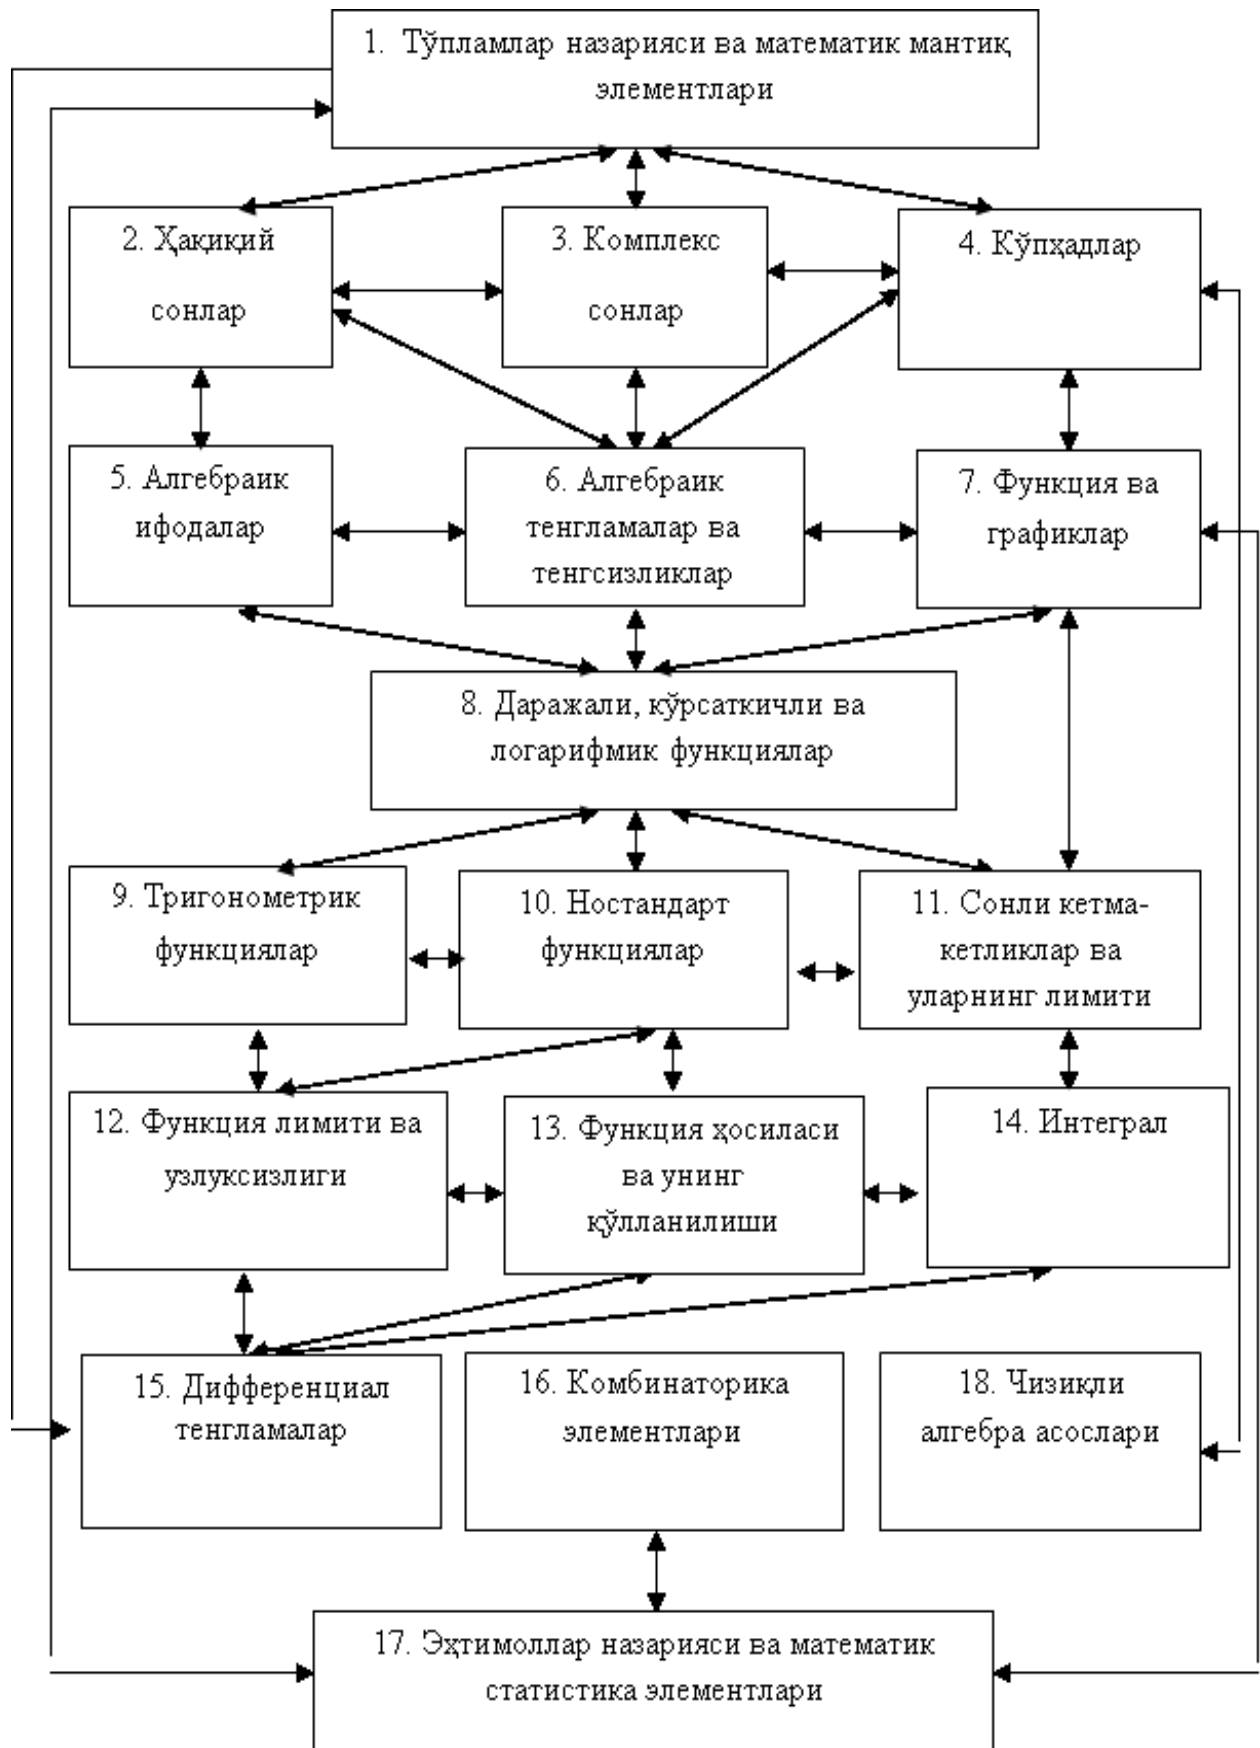 1. Тўпламлар назарияси ва математик мантиқ
элементлари
2. Ҳақиқий
сонлар
3. Комплекс
сонлар
4. Кўпҳадлар
5. Алгебраик
ифодалар
6. Алгебраик
тенгламалар ва
тенгсизликлар
7. Функция ва
графиклар
8. Даражали, кўрсаткичли ва
логарифмик функциялар
9. Тригонометрик
функциялар
10. Ностандарт
функциялар
11. Сонли кетма-
кетликлар ва
уларнинг лимити
12. Функция лимити ва
узлуксизлиги
13. Функция ҳосиласи
ва унинг
қўлланилиши
14. Интеграл
15. Дифференциал
тенгламалар
16. Комбинаторика
элементлари
18. Чизиқли
алгебра асослари
17. Эҳтимоллар назарияси ва математик
статистика элементлари